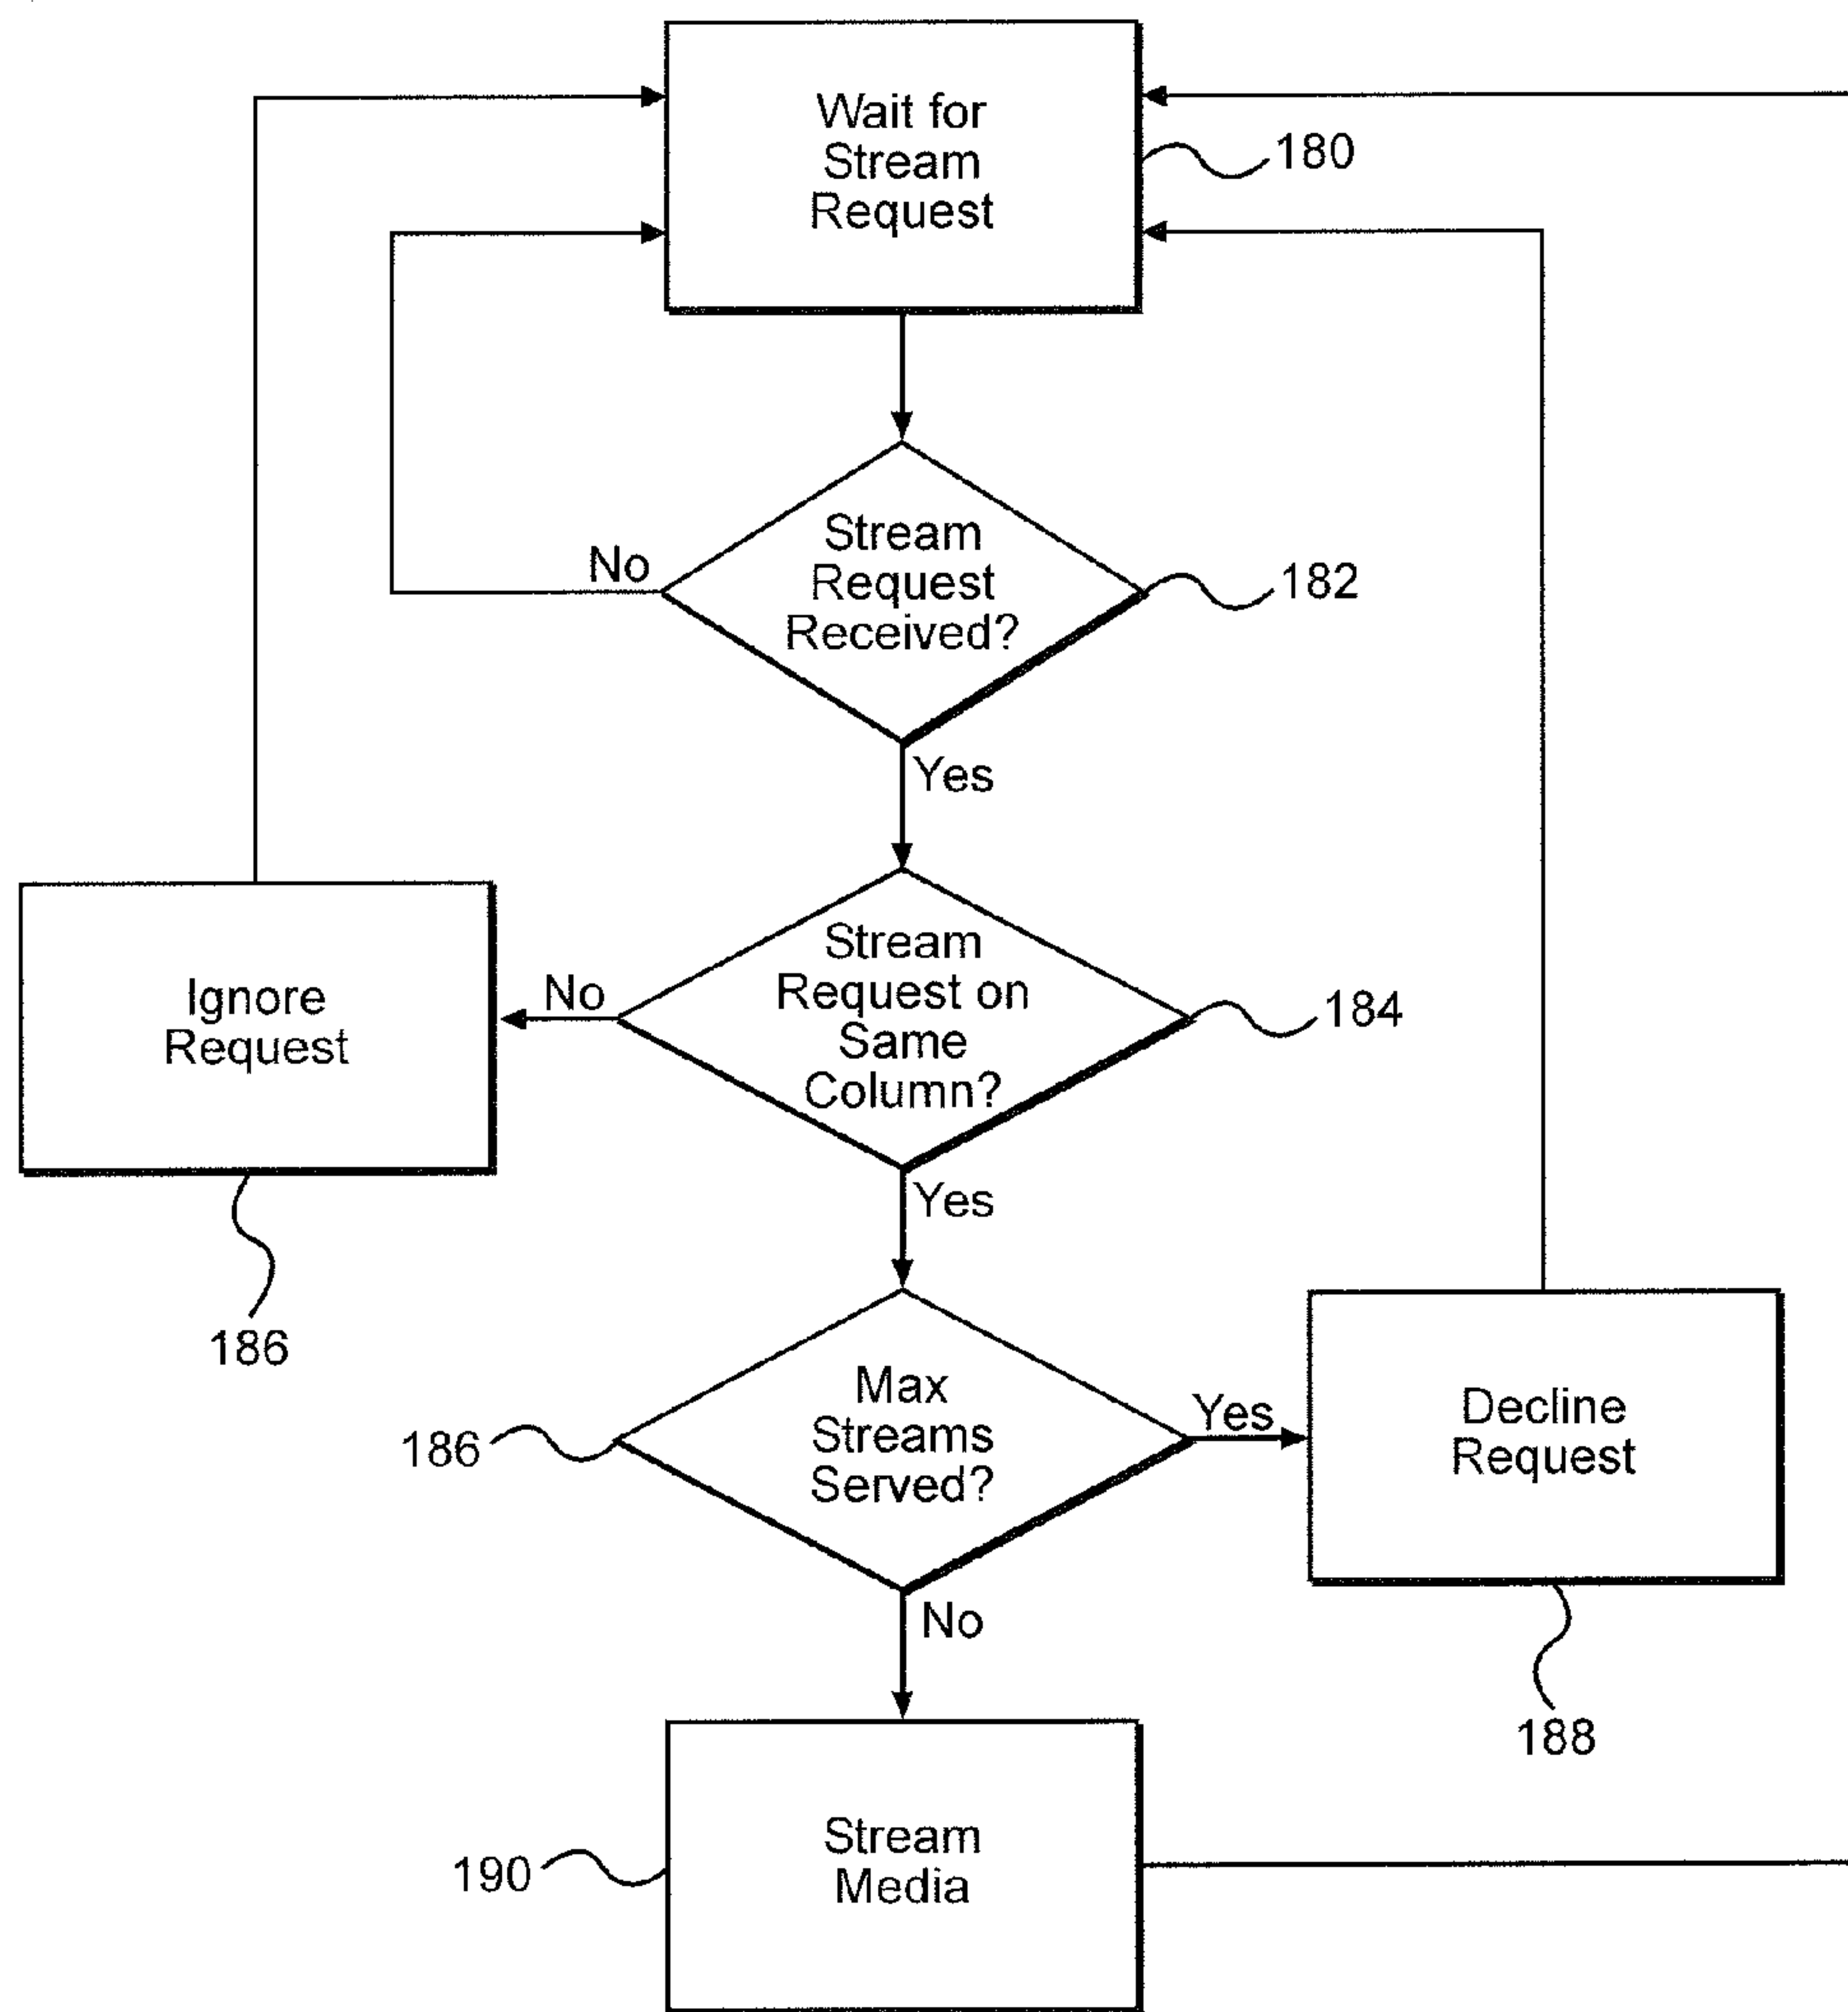 Wait for
Stream
Request
180
Stream
Request
Received?
No
182
Yes
Stream
Request on
Same
Column?
No
184
Ignore
Request
186
Yes
Max
Streams
Served?
186
Yes
Decline
Request
188
No
Stream
Media
190